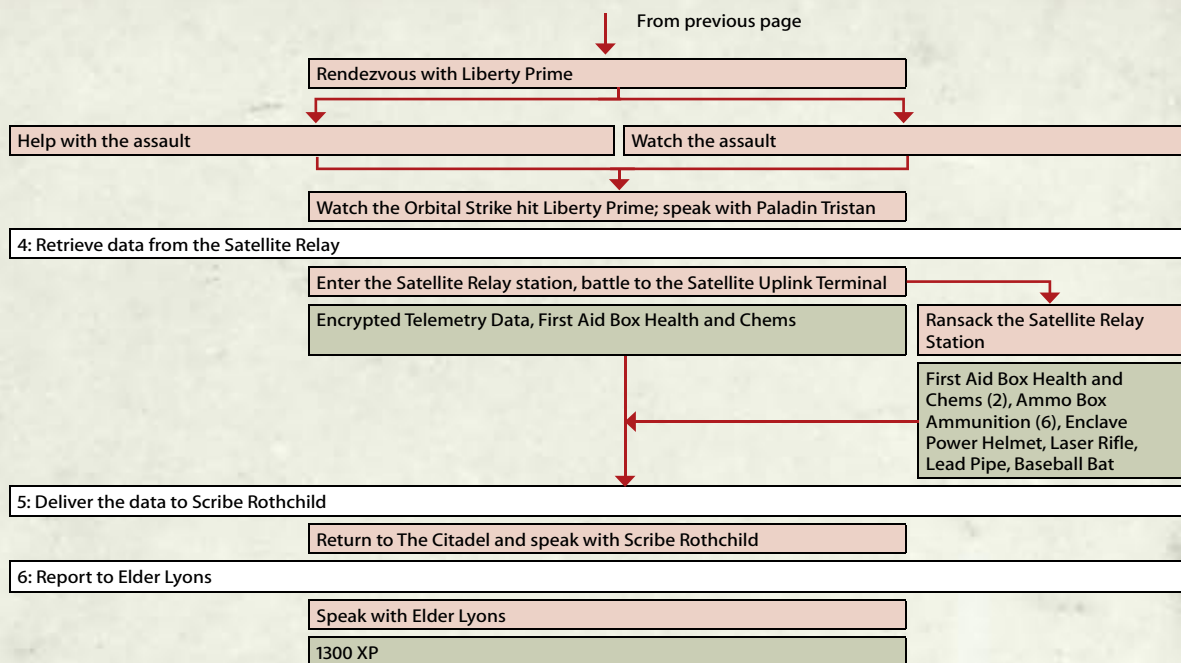 From previous page
Rendezvous with Liberty Prime
Help with the assault
Watch the assault
Watch the Orbital Strike hit Liberty Prime; speak with Paladin Tristan
4: Retrieve data from the Satellite Relay
Enter the Satellite Relay station, battle to the Satellite Uplink Terminal
Encrypted Telemetry Data, First Aid Box Health and Chems
Ransack the Satellite Relay
Station
First Aid Box Health and
Chems (2), Ammo Box
Ammunition (6), Enclave
Power Helmet, Laser Rifle,
Lead Pipe, Baseball Bat
5: Deliver the data to Scribe Rothchild
Return to The Citadel and speak with Scribe Rothchild
6: Report to Elder Lyons
Speak with Elder Lyons
1300 XP